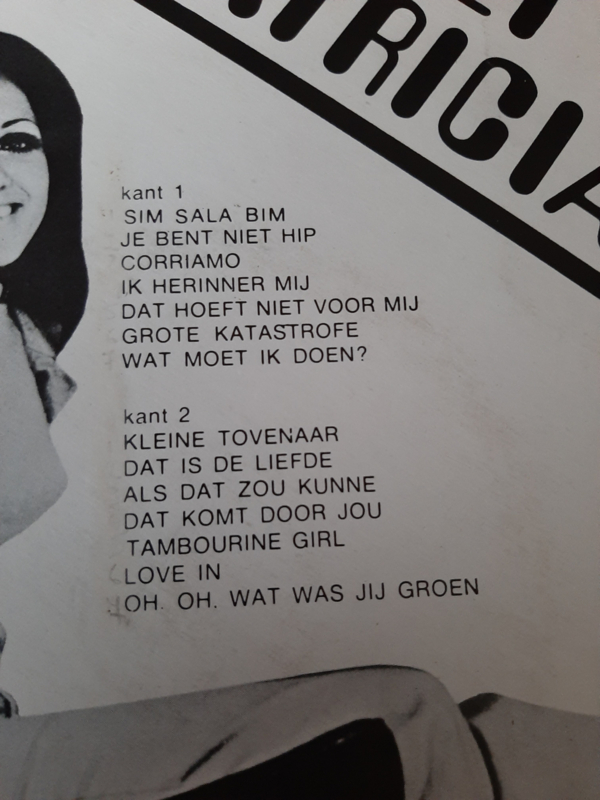 PATRICIA
kant 1
SIM SALA BIM
JE BENT NIET HIP
CORRIAMO
IK HERINNER MIJ
DAT HOEFT NIET VOOR MIJ
GROTE KATASTROFE
WAT MOET IK DOEN?
kant 2
KLEINE TOVENAAR
DAT IS DE LIEFDE
ALS DAT ZOU KUNNE
DAT KOMT DOOR JOU
TAMBOURINE GIRL
LOVE IN
OH. OH. WAT WAS JIJ GROEN